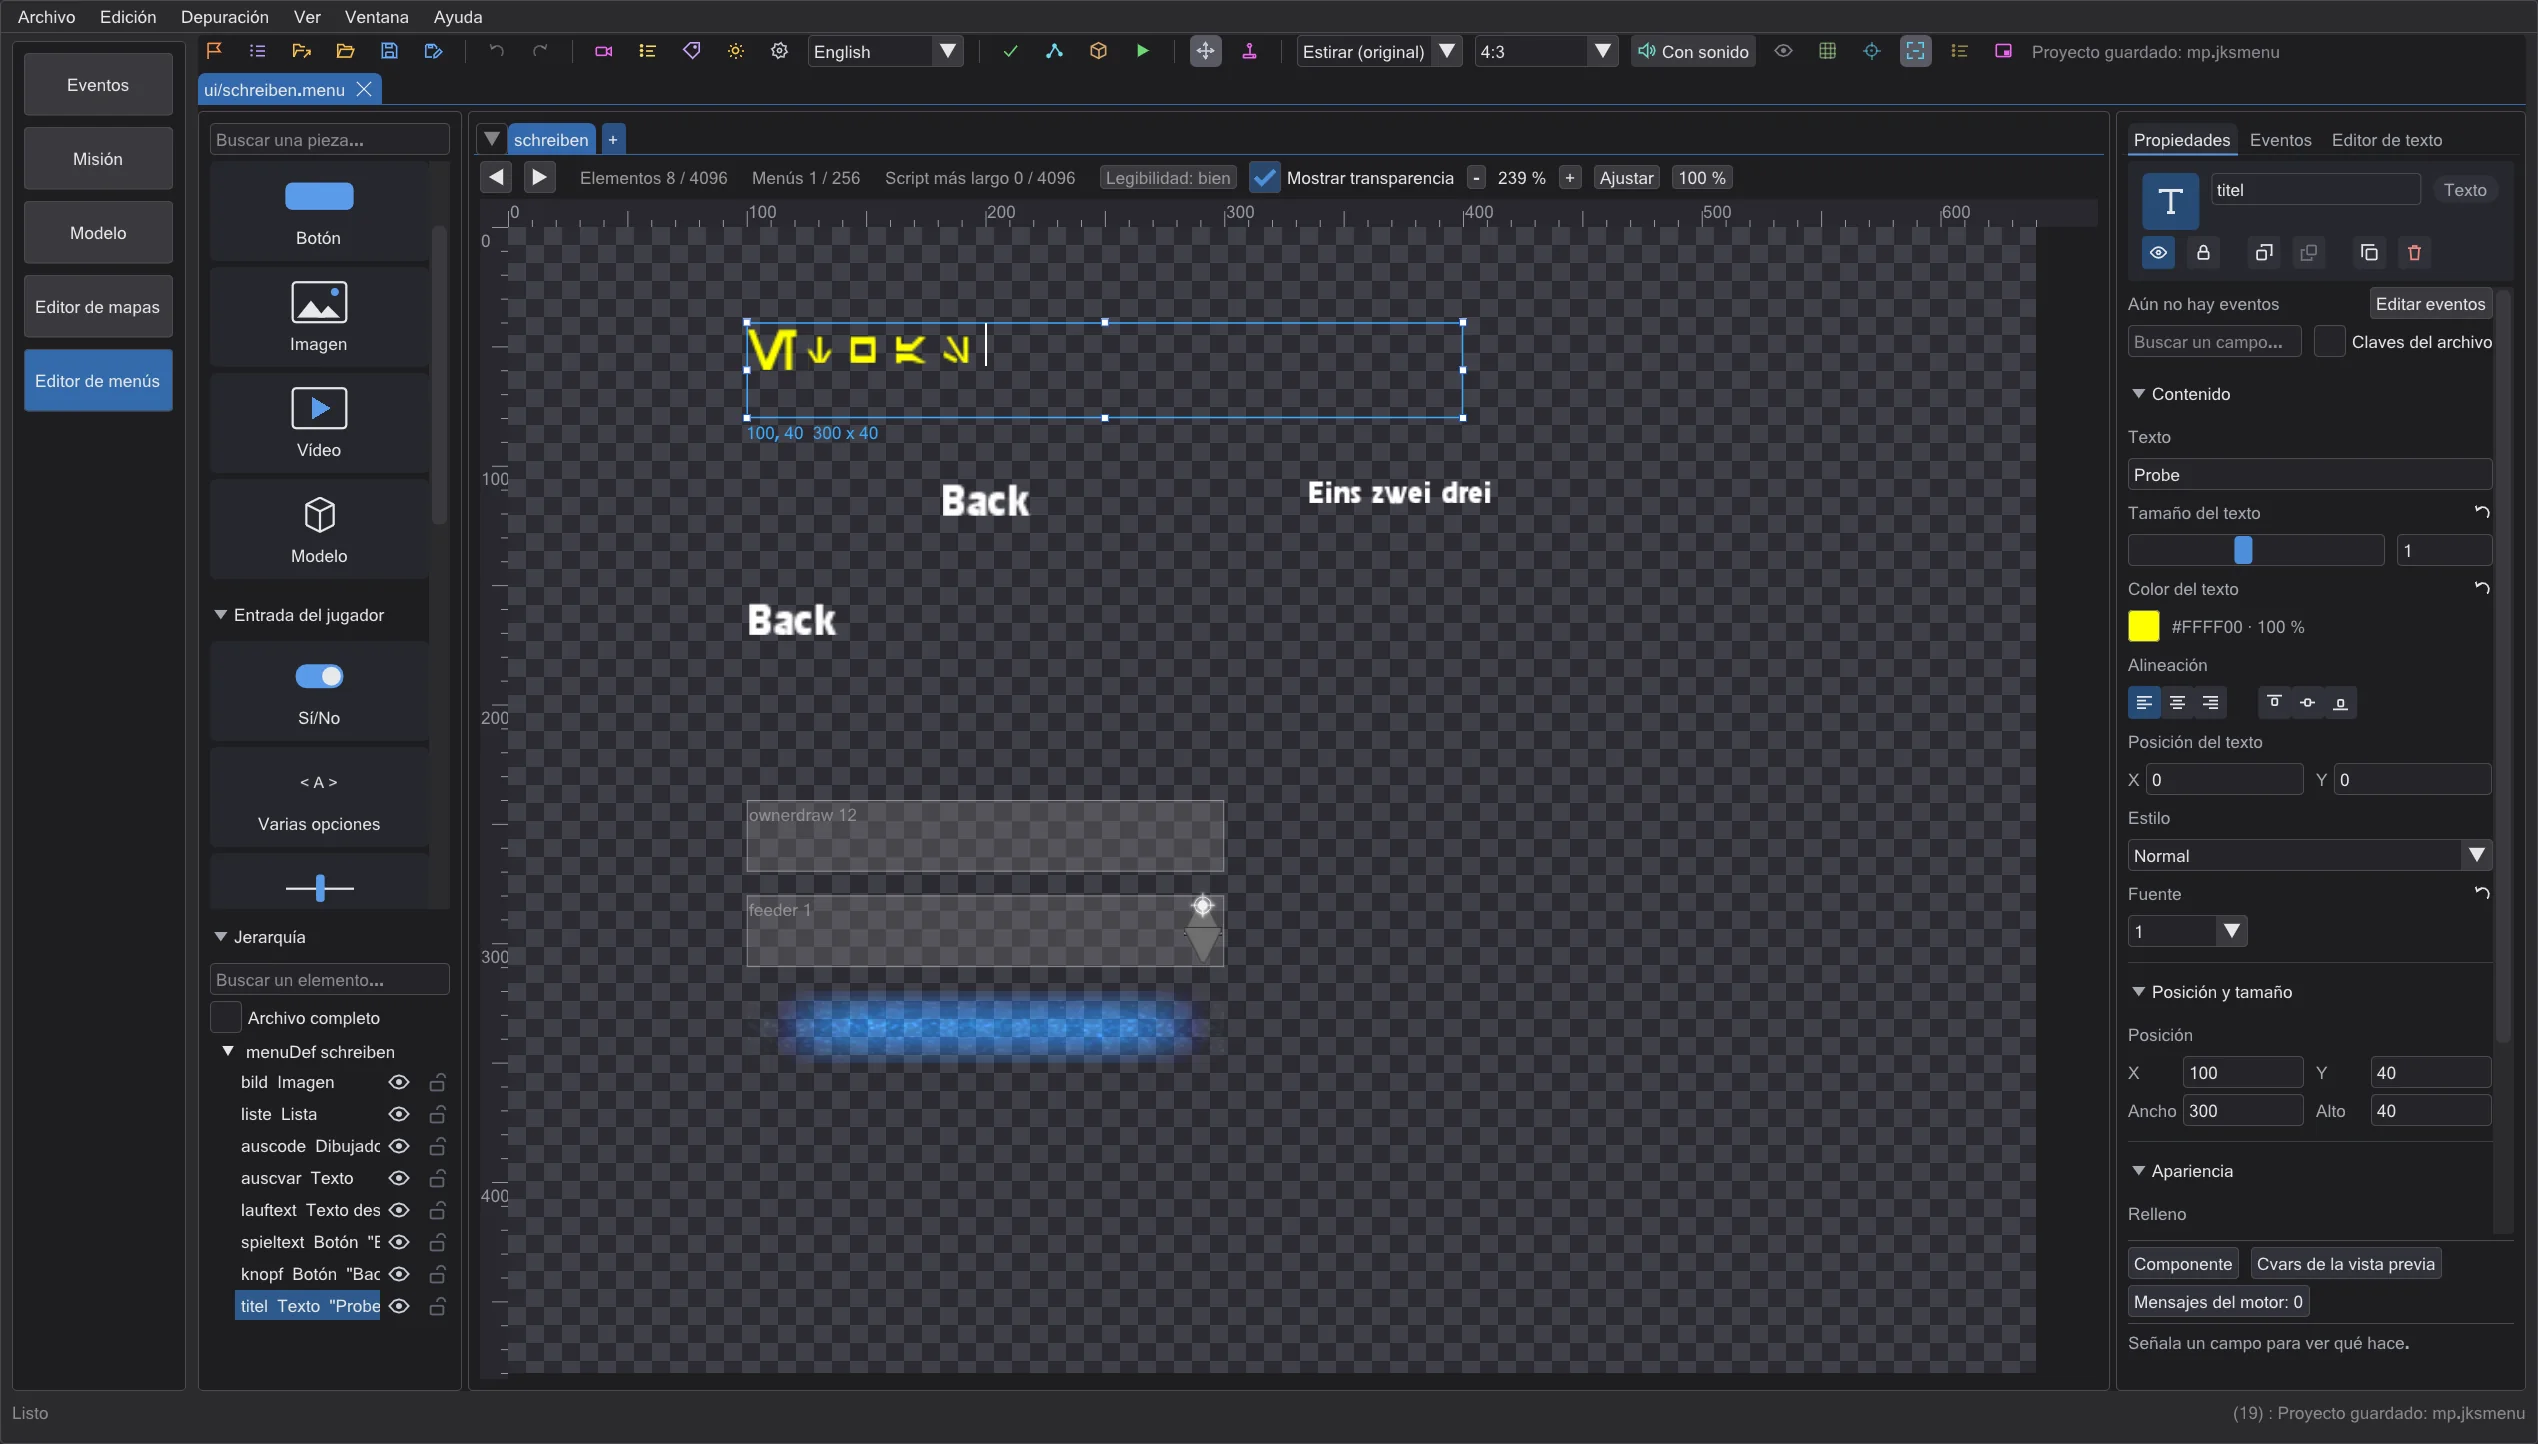 Archivo Edición Depuración Ver Ventana Ayuda
English
Estirar (original)
4:3
Con sonido
Proyecto guardado: mp.jksmenu
Eventos
Misión
Modelo
Editor de mapas
Editor de menús
ui/schreiben.menu
Buscar una pieza...
Botón
Imagen
Vídeo
Modelo
Entrada del jugador
Sí/No
< A >
Varias opciones
Jerarquía
Buscar un elemento...
Archivo completo
menuDef schreiben
bild Imagen
liste Lista
auscode Dibujado
auscvar Texto
lauftext Texto des
spieltext Botón "E
knopf Botón "Bac
titel Texto "Probe
schreiben +
Elementos 8 / 4096 Menús 1 / 256 Script más largo 0 / 4096 Legibilidad: bien Mostrar transparencia - 239 % + Ajustar 100 %
0 100 200 300 400 500 600
0
100, 40 300 x 40
100
Back
Eins zwei drei
Back
200
ownerdraw 12
feeder 1
300
400
Propiedades Eventos Editor de texto
T titel Texto
Aún no hay eventos Editar eventos
Buscar un campo... Claves del archivo
Contenido
Texto
Probe
Tamaño del texto
1
Color del texto
#FFFF00 · 100 %
Alineación
Posición del texto
X 0 Y 0
Estilo
Normal
Fuente
1
Posición y tamaño
Posición
X 100 Y 40
Ancho 300 Alto 40
Apariencia
Relleno
Componente Cvars de la vista previa
Mensajes del motor: 0
Señala un campo para ver qué hace.
Listo
(19) : Proyecto guardado: mp.jksmenu